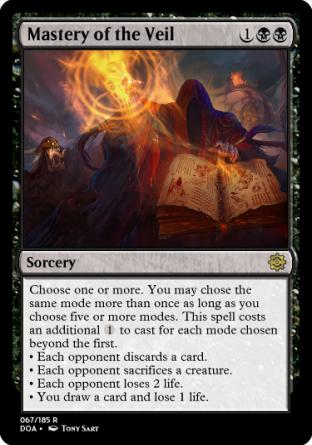 Mastery of the Veil 1
Sorcery
Choose one or more. You may chose the
same mode more than once as long as you
choose five or more modes. This spell costs
an additional 1 to cast for each mode chosen
beyond the first.
• Each opponent discards a card.
• Each opponent sacrifices a creature.
• Each opponent loses 2 life.
• You draw a card and lose 1 life.
067/185 R
DOA • Tony Sart